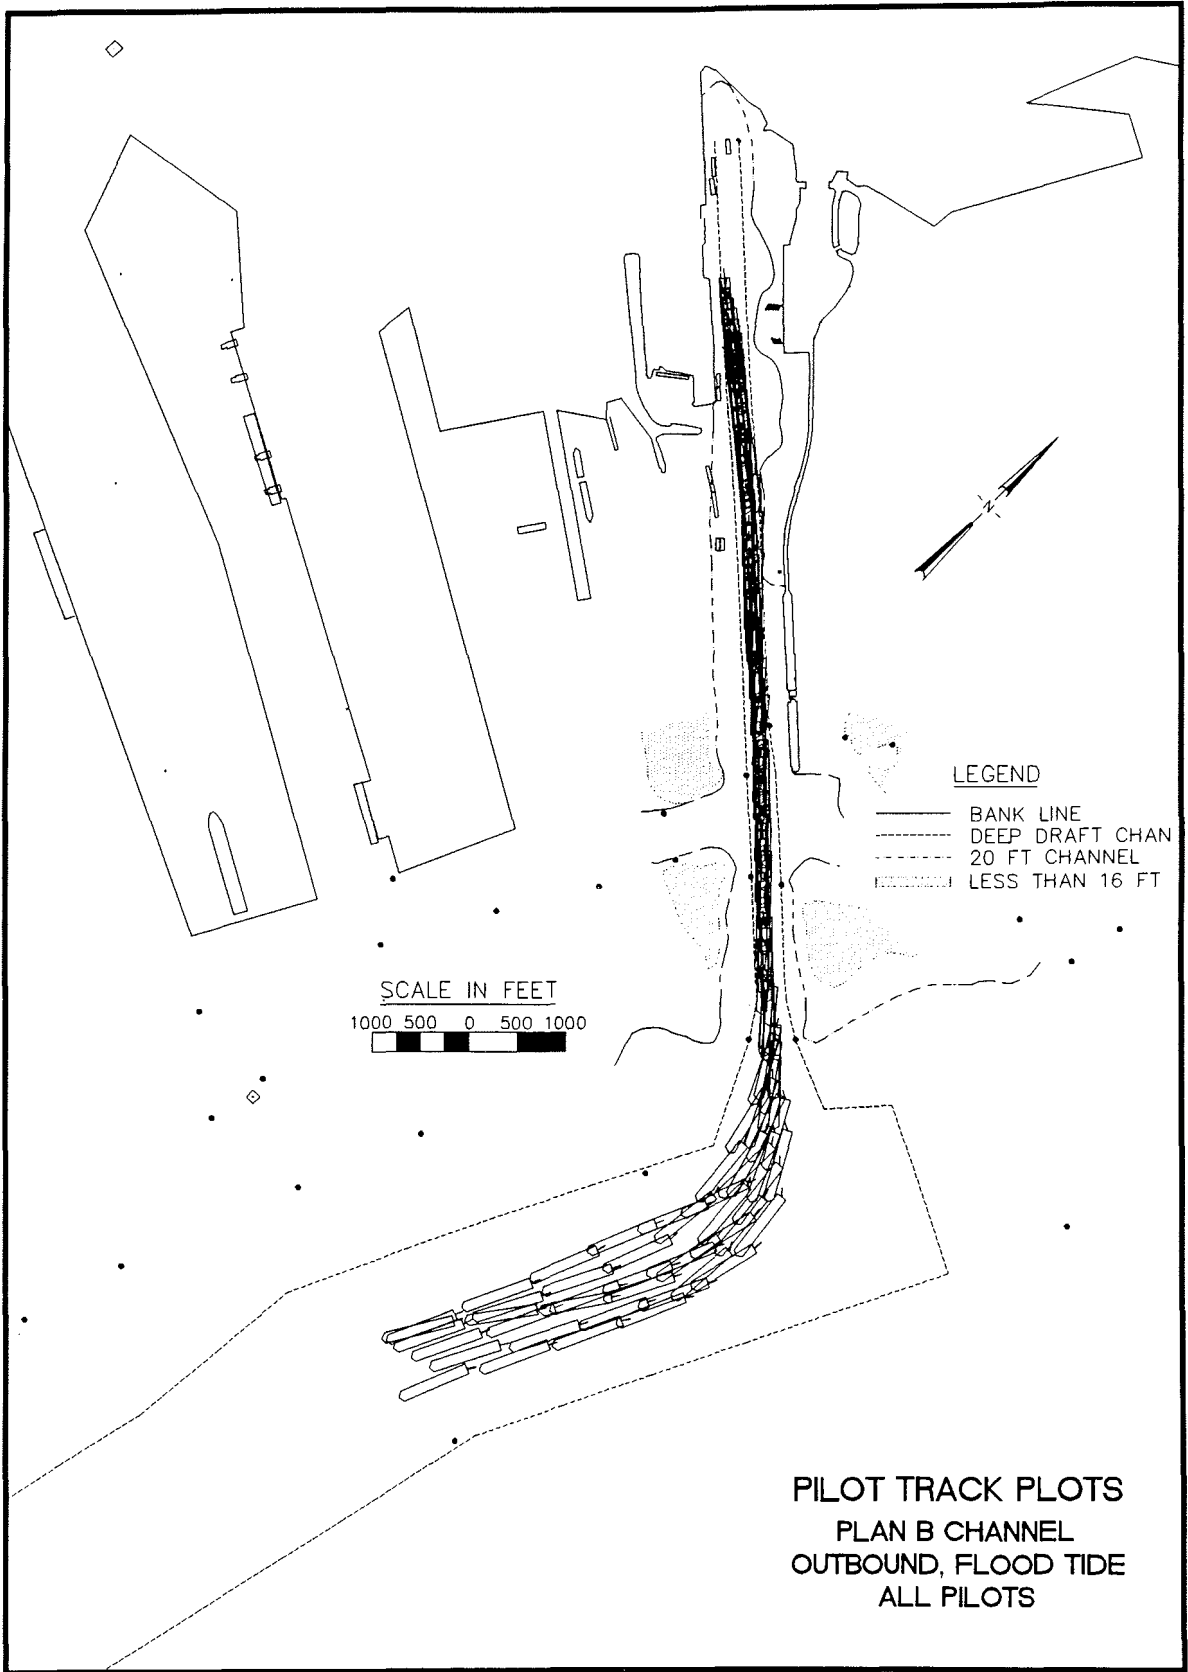 N
LEGEND
BANK LINE
DEEP DRAFT CHAN
20 FT CHANNEL
LESS THAN 16 FT
SCALE IN FEET
1000 500 0 500 1000
PILOT TRACK PLOTS
PLAN B CHANNEL
OUTBOUND, FLOOD TIDE
ALL PILOTS